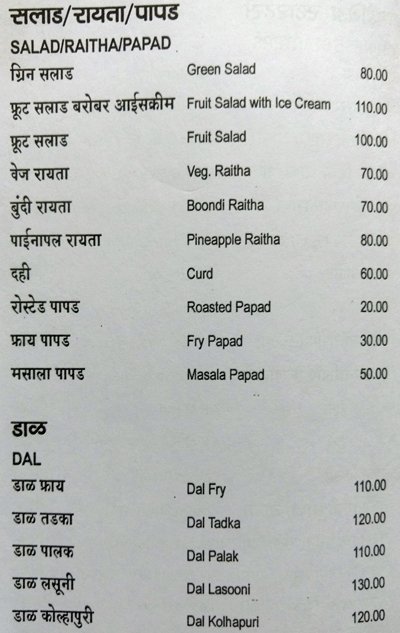 सलाड/रायता/पापड
SALAD/RAITHA/PAPAD
ग्रिन सलाड Green Salad 80.00
फ्रूट सलाड बरोबर आईसक्रीम Fruit Salad with Ice Cream 110.00
फ्रूट सलाड Fruit Salad 100.00
वेज रायता Veg. Raitha 70.00
बुंदी रायता Boondi Raitha 70.00
पाईनापल रायता Pineapple Raitha 80.00
दही Curd 60.00
रोस्टेड पापड Roasted Papad 20.00
फ्राय पापड Fry Papad 30.00
मसाला पापड Masala Papad 50.00
डाळ
DAL
डाळ फ्राय Dal Fry 110.00
डाळ तडका Dal Tadka 120.00
डाळ पालक Dal Palak 110.00
डाळ लसूनी Dal Lasooni 130.00
डाळ कोल्हापुरी Dal Kolhapuri 120.00